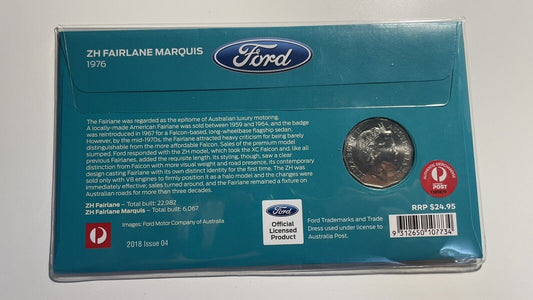 ZH FAIRLANE MARQUIS
1976
Ford
The Fairlane was regarded as the epitome of Australian luxury motoring.
A locally-made American Fairlane was sold between 1959 and 1964, and the badge
was reintroduced in 1967 for a Falcon-based, long-wheelbase flagship sedan.
However, by the mid-1970s, the Fairlane attracted heavy criticism for being barely
distinguishable from the more affordable Falcon. Sales of the premium model
slumped. Ford responded with the ZH model, which took the XC Falcon and, like all
previous Fairlanes, added the requisite length, its styling, though, saw a clear
distinction from Falcon with more visual weight and road presence, its contemporary
design casting Fairlane with its own distinct identity for the first time. The ZH was
sold only with V8 engines to firmly position it as a halo model and the changes were
immediately effective; sales turned around, and the Fairlane remained a fixture on
Australian roads for more than three decades.
ZH Fairlane – Total built: 22,982
ZH Fairlane Marquis – Total built: 6,067
Images: Ford Motor Company of Australia
2018 Issue 04
Ford
Official
Licensed
Product
Ford Trademarks and Trade
Dress used under license to
Australia Post.
POST
RRP $24.95
9 312650 107734